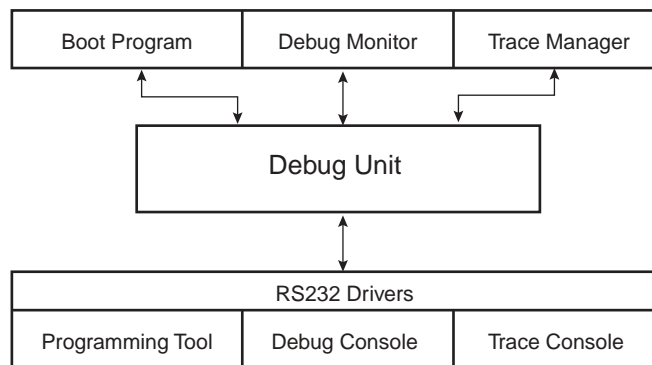 Boot Program
Debug Monitor
Trace Manager
Debug Unit
RS232 Drivers
Programming Tool
Debug Console
Trace Console